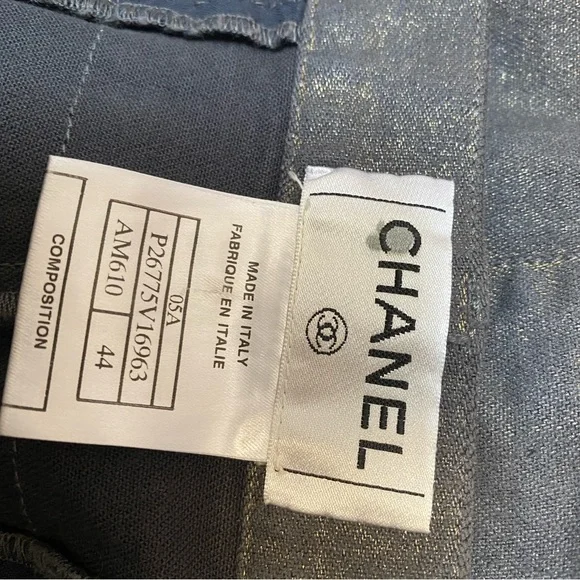 CHANEL
MADE IN ITALY
FABRIQUE EN ITALIE
05A
P26775V16963
AM610 44
COMPOSITION